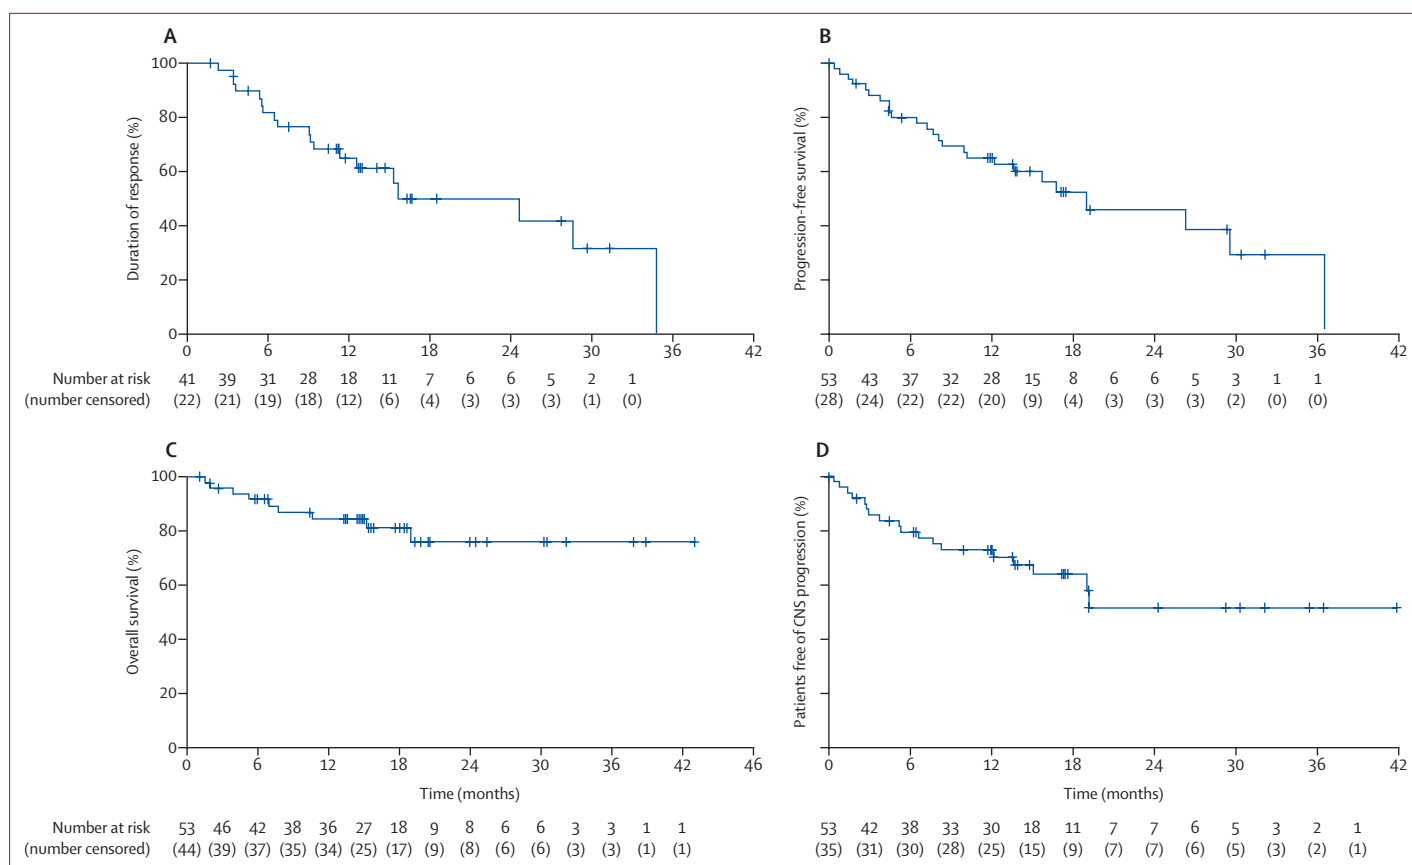 A
Duration of response (%)
100
80
60
40
20
0
0 6 12 18 24 30 36 42
Number at risk 41 39 31 28 18 11 7 6 6 5 2 1
(number censored) (22) (21) (19) (18) (12) (6) (4) (3) (3) (3) (1) (0)
B
Progression-free survival (%)
0 6 12 18 24 30 36 42
53 43 37 32 28 15 8 6 6 5 3 1 1
(28) (24) (22) (22) (20) (9) (4) (3) (3) (3) (2) (0) (0)
C
Overall survival (%)
100
80
60
40
20
0
0 6 12 18 24 30 36 42 46
Time (months)
Number at risk 53 46 42 38 36 27 18 9 8 6 6 3 3 1 1
(number censored) (44) (39) (37) (35) (34) (25) (17) (9) (8) (6) (6) (3) (3) (1) (1)
D
Patients free of CNS progression (%)
0 6 12 18 24 30 36 42
Time (months)
53 42 38 33 30 18 11 7 7 6 5 3 2 1
(35) (31) (30) (28) (25) (15) (9) (7) (7) (6) (5) (3) (2) (1)